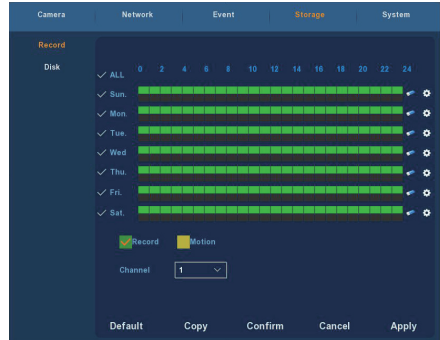 Camera Network Event Storage System
Record
Disk
ALL 0 2 4 6 8 10 12 14 16 18 20 22 24
Sun.
Mon.
Tue.
Wed
Thu.
Fri.
Sat.
Record Motion
Channel 1
Default Copy Confirm Cancel Apply